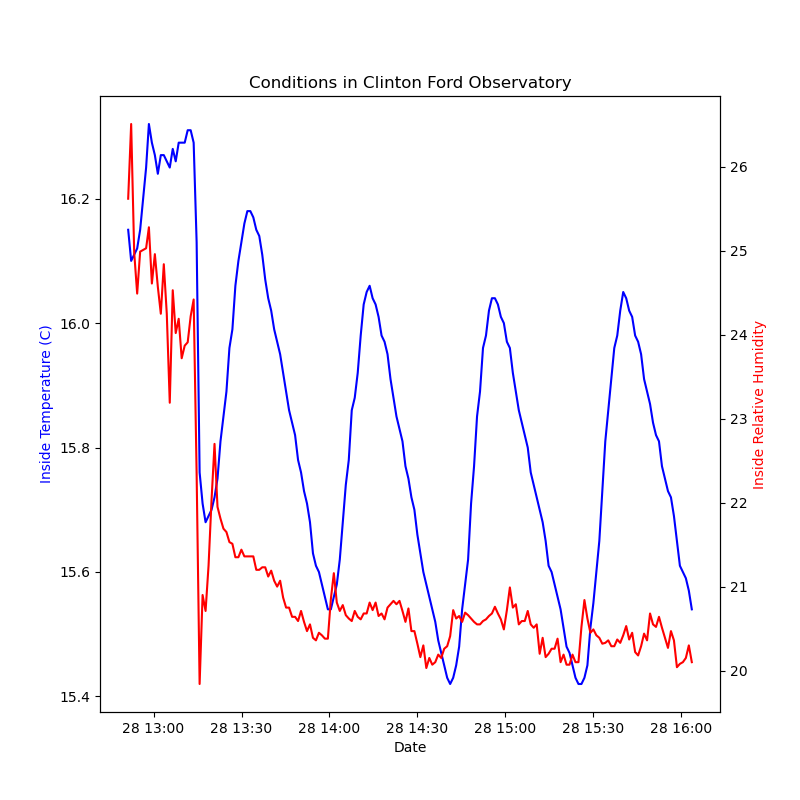 Conditions in Clinton Ford Observatory
Inside Temperature (C)
16.2
16.0
15.8
15.6
15.4
26
25
24
23
22
21
20
Inside Relative Humidity
28 13:00 28 13:30 28 14:00 28 14:30 28 15:00 28 15:30 28 16:00
Date